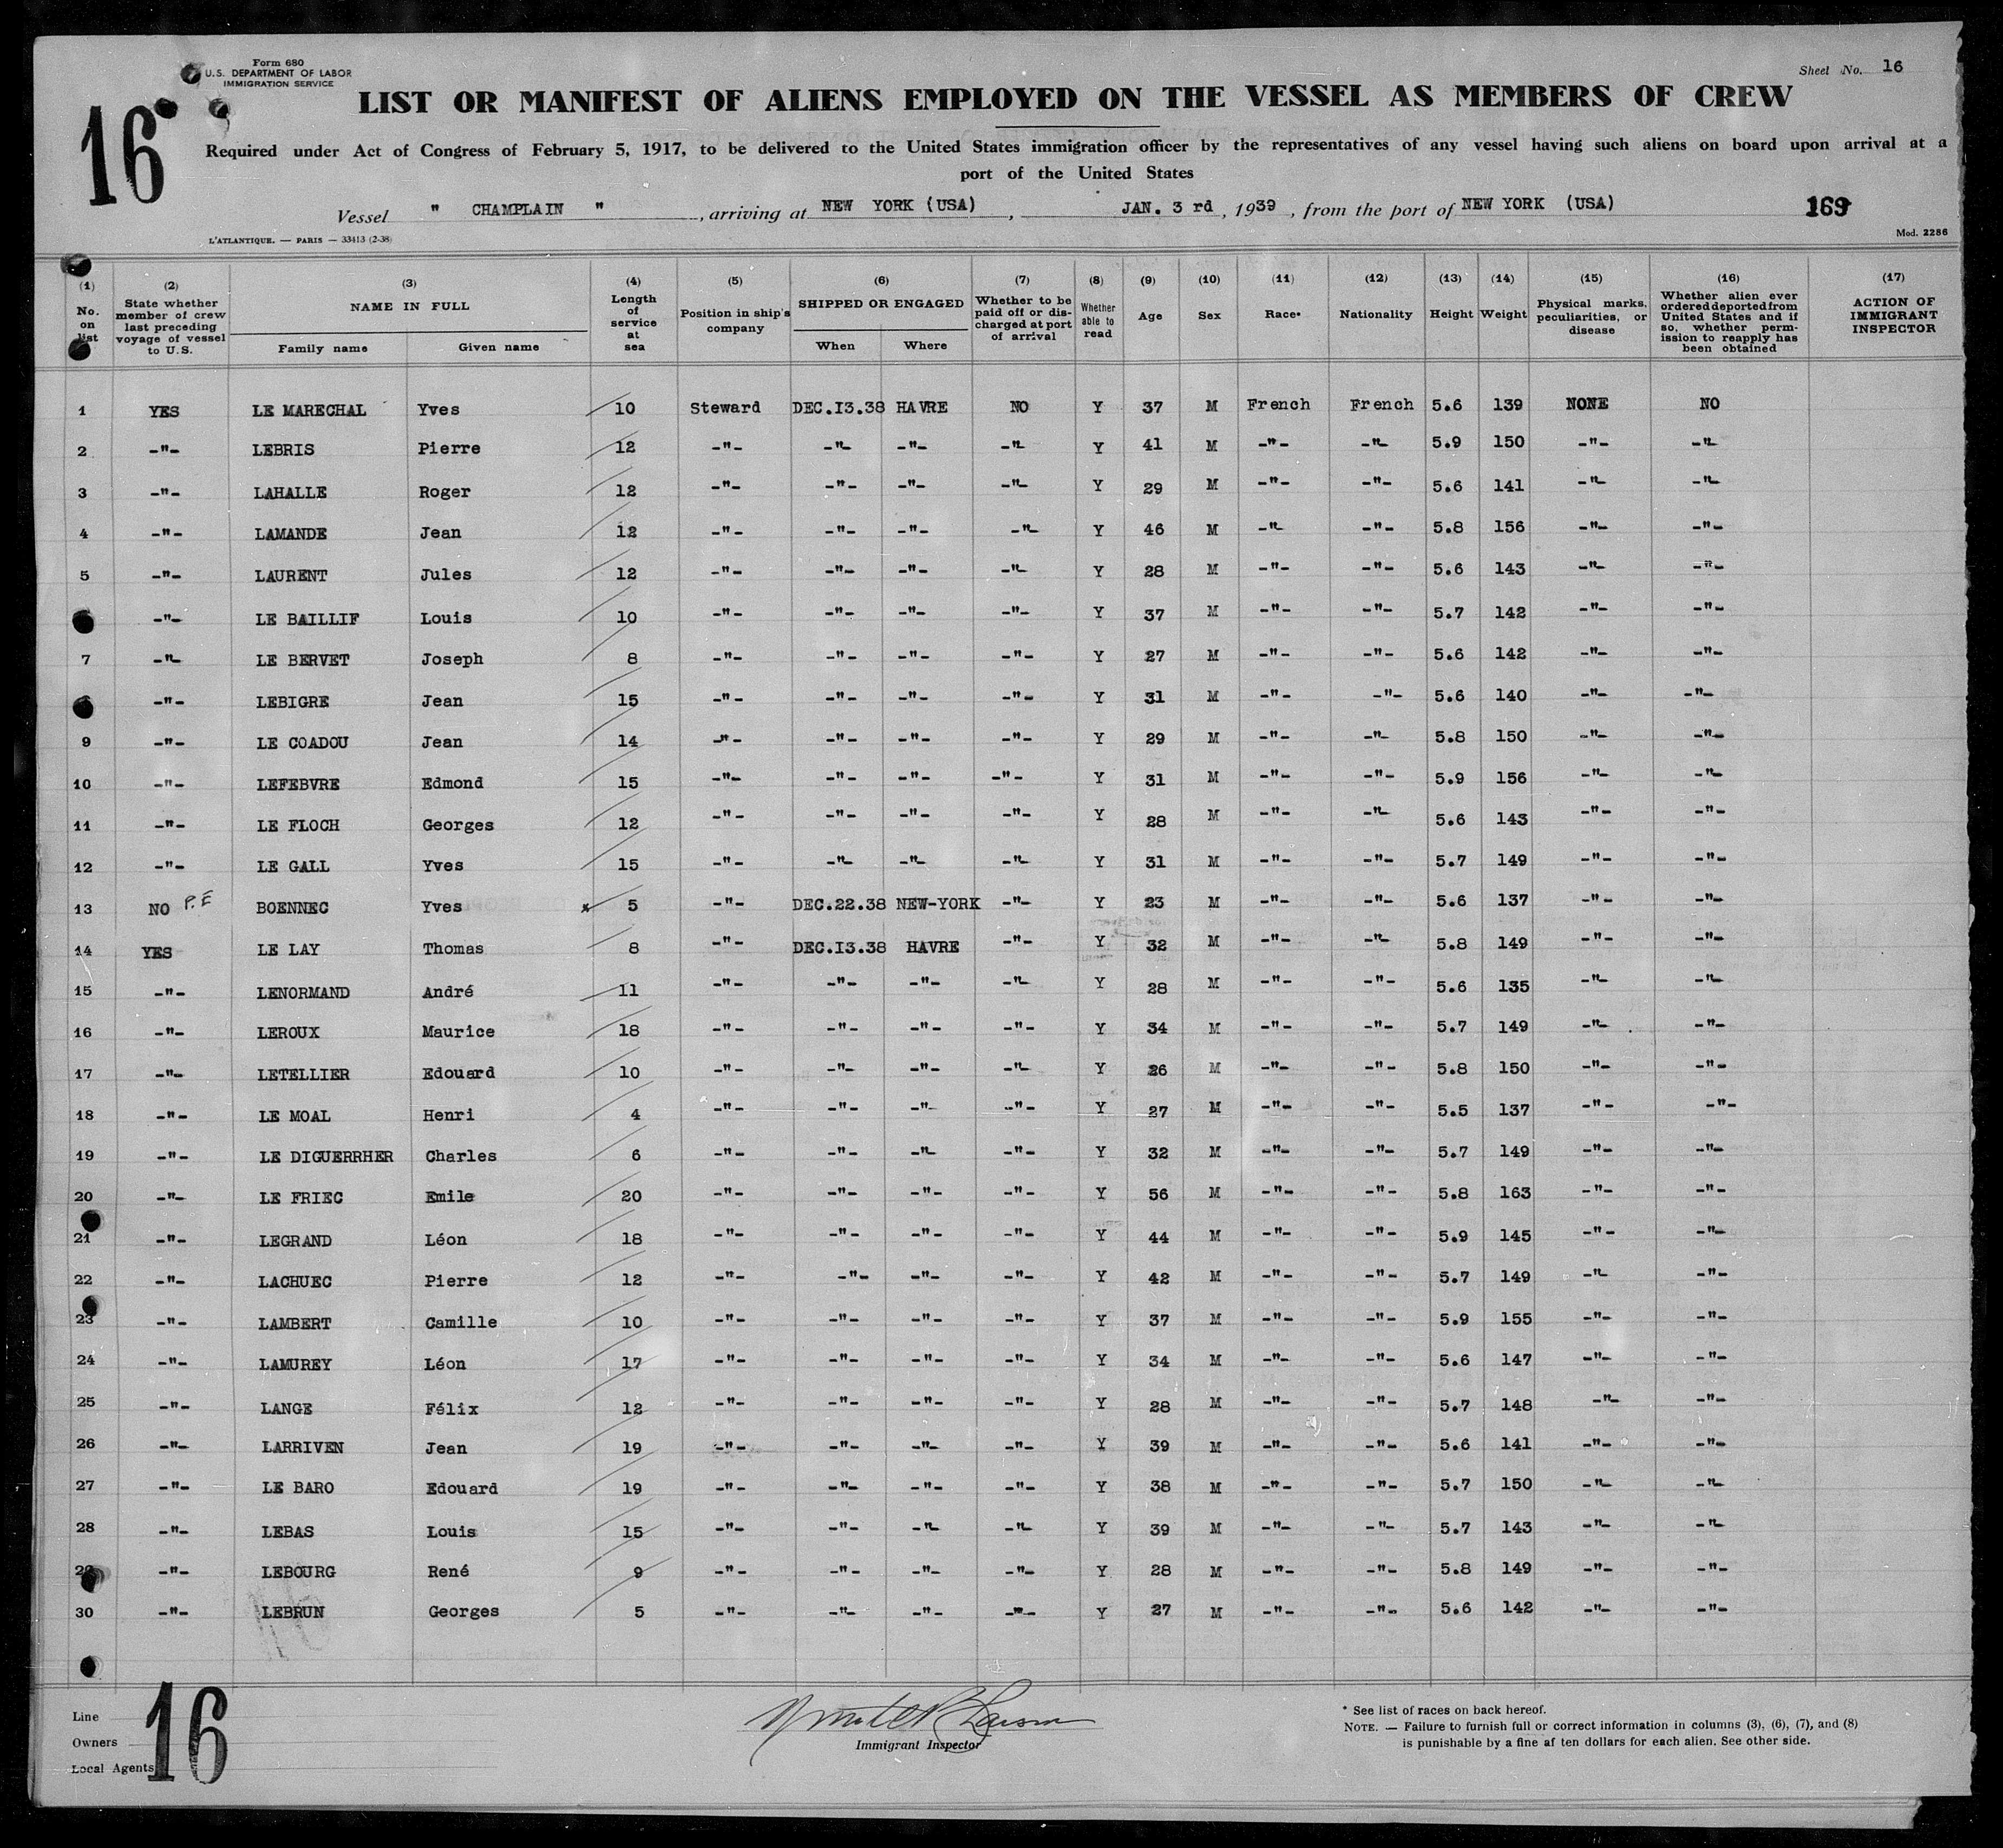 Form 680
U.S. DEPARTMENT OF LABOR
IMMIGRATION SERVICE
Sheet No. 16
16
LIST OR MANIFEST OF ALIENS EMPLOYED ON THE VESSEL AS MEMBERS OF CREW
Required under Act of Congress of February 5, 1917, to be delivered to the United States immigration officer by the representatives of any vessel having such aliens on board upon arrival at a
port of the United States
Vessel " CHAMPLAIN " , arriving at NEW YORK (USA) , JAN. 3 rd , 1939 , from the port of NEW YORK (USA) 169
L'ATLANTIQUE. — PARIS — 33413 (2-38) Mod. 2286
(1) No. on list (2) State whether member of crew last preceding voyage of vessel to U.S. (3) NAME IN FULL Family name Given name (4) Length of service at sea (5) Position in ship's company (6) SHIPPED OR ENGAGED When Where (7) Whether to be paid off or discharged at port of arrival (8) Whether able to read (9) Age (10) Sex (11) Race* (12) Nationality (13) Height (14) Weight (15) Physical marks, peculiarities, or disease (16) Whether alien ever ordered deported from United States and if so, whether permission to reapply has been obtained (17) ACTION OF IMMIGRANT INSPECTOR
1 YES LE MARECHAL Yves 10 Steward DEC.I3.38 HAVRE NO Y 37 M French French 5.6 139 NONE NO
2 -"- LEBRIS Pierre 12 -"- -"- -"- -"- Y 41 M -"- -"- 5.9 150 -"- -"-
3 -"- LAHALLE Roger 12 -"- -"- -"- -"- Y 29 M -"- -"- 5.6 141 -"- -"-
4 -"- LAMANDE Jean 12 -"- -"- -"- -"- Y 46 M -"- -"- 5.8 156 -"- -"-
5 -"- LAURENT Jules 12 -"- -"- -"- -"- Y 28 M -"- -"- 5.6 143 -"- -"-
-"- LE BAILLIF Louis 10 -"- -"- -"- -"- Y 37 M -"- -"- 5.7 142 -"- -"-
7 -"- LE BERVET Joseph 8 -"- -"- -"- -"- Y 27 M -"- -"- 5.6 142 -"- -"-
-"- LEBIGRE Jean 15 -"- -"- -"- -"- Y 31 M -"- -"- 5.6 140 -"- -"-
9 -"- LE COADOU Jean 14 -"- -"- -"- -"- Y 29 M -"- -"- 5.8 150 -"- -"-
10 -"- LEFEBVRE Edmond 15 -"- -"- -"- -"- Y 31 M -"- -"- 5.9 156 -"- -"-
11 -"- LE FLOCH Georges 12 -"- -"- -"- -"- Y 28 M -"- -"- 5.6 143 -"- -"-
12 -"- LE GALL Yves 15 -"- -"- -"- -"- Y 31 M -"- -"- 5.7 149 -"- -"-
13 NO P.E BOENNEC Yves x 5 -"- DEC.22.38 NEW-YORK -"- Y 23 M -"- -"- 5.6 137 -"- -"-
14 YES LE LAY Thomas 8 -"- DEC.I3.38 HAVRE -"- Y 32 M -"- -"- 5.8 149 -"- -"-
15 -"- LENORMAND André 11 -"- -"- -"- -"- Y 28 M -"- -"- 5.6 135 -"- -"-
16 -"- LEROUX Maurice 18 -"- -"- -"- -"- Y 34 M -"- -"- 5.7 149 -"- -"-
17 -"- LETELLIER Edouard 10 -"- -"- -"- -"- Y 26 M -"- -"- 5.8 150 -"- -"-
18 -"- LE MOAL Henri 4 -"- -"- -"- -"- Y 27 M -"- -"- 5.5 137 -"- -"-
19 -"- LE DIGUERRHER Charles 6 -"- -"- -"- -"- Y 32 M -"- -"- 5.7 149 -"- -"-
20 -"- LE FRIEC Emile 20 -"- -"- -"- -"- Y 56 M -"- -"- 5.8 163 -"- -"-
21 -"- LEGRAND Léon 18 -"- -"- -"- -"- Y 44 M -"- -"- 5.9 145 -"- -"-
22 -"- LACHUEC Pierre 12 -"- -"- -"- -"- Y 42 M -"- -"- 5.7 149 -"- -"-
23 -"- LAMBERT Camille 10 -"- -"- -"- -"- Y 37 M -"- -"- 5.9 155 -"- -"-
24 -"- LAMUREY Léon 17 -"- -"- -"- -"- Y 34 M -"- -"- 5.6 147 -"- -"-
25 -"- LANGE Félix 12 -"- -"- -"- -"- Y 28 M -"- -"- 5.7 148 -"- -"-
26 -"- LARRIVEN Jean 19 -"- -"- -"- -"- Y 39 M -"- -"- 5.6 141 -"- -"-
27 -"- LE BARO Edouard 19 -"- -"- -"- -"- Y 38 M -"- -"- 5.7 150 -"- -"-
28 -"- LEBAS Louis 15 -"- -"- -"- -"- Y 39 M -"- -"- 5.7 143 -"- -"-
29 -"- LEBOURG René 9 -"- -"- -"- -"- Y 28 M -"- -"- 5.8 149 -"- -"-
30 -"- LEBRUN Georges 5 -"- -"- -"- -"- Y 27 M -"- -"- 5.6 142 -"- -"-
Line
Owners
Local Agents
16
Immigrant Inspector
* See list of races on back hereof.
NOTE. — Failure to furnish full or correct information in columns (3), (6), (7), and (8)
is punishable by a fine af ten dollars for each alien. See other side.